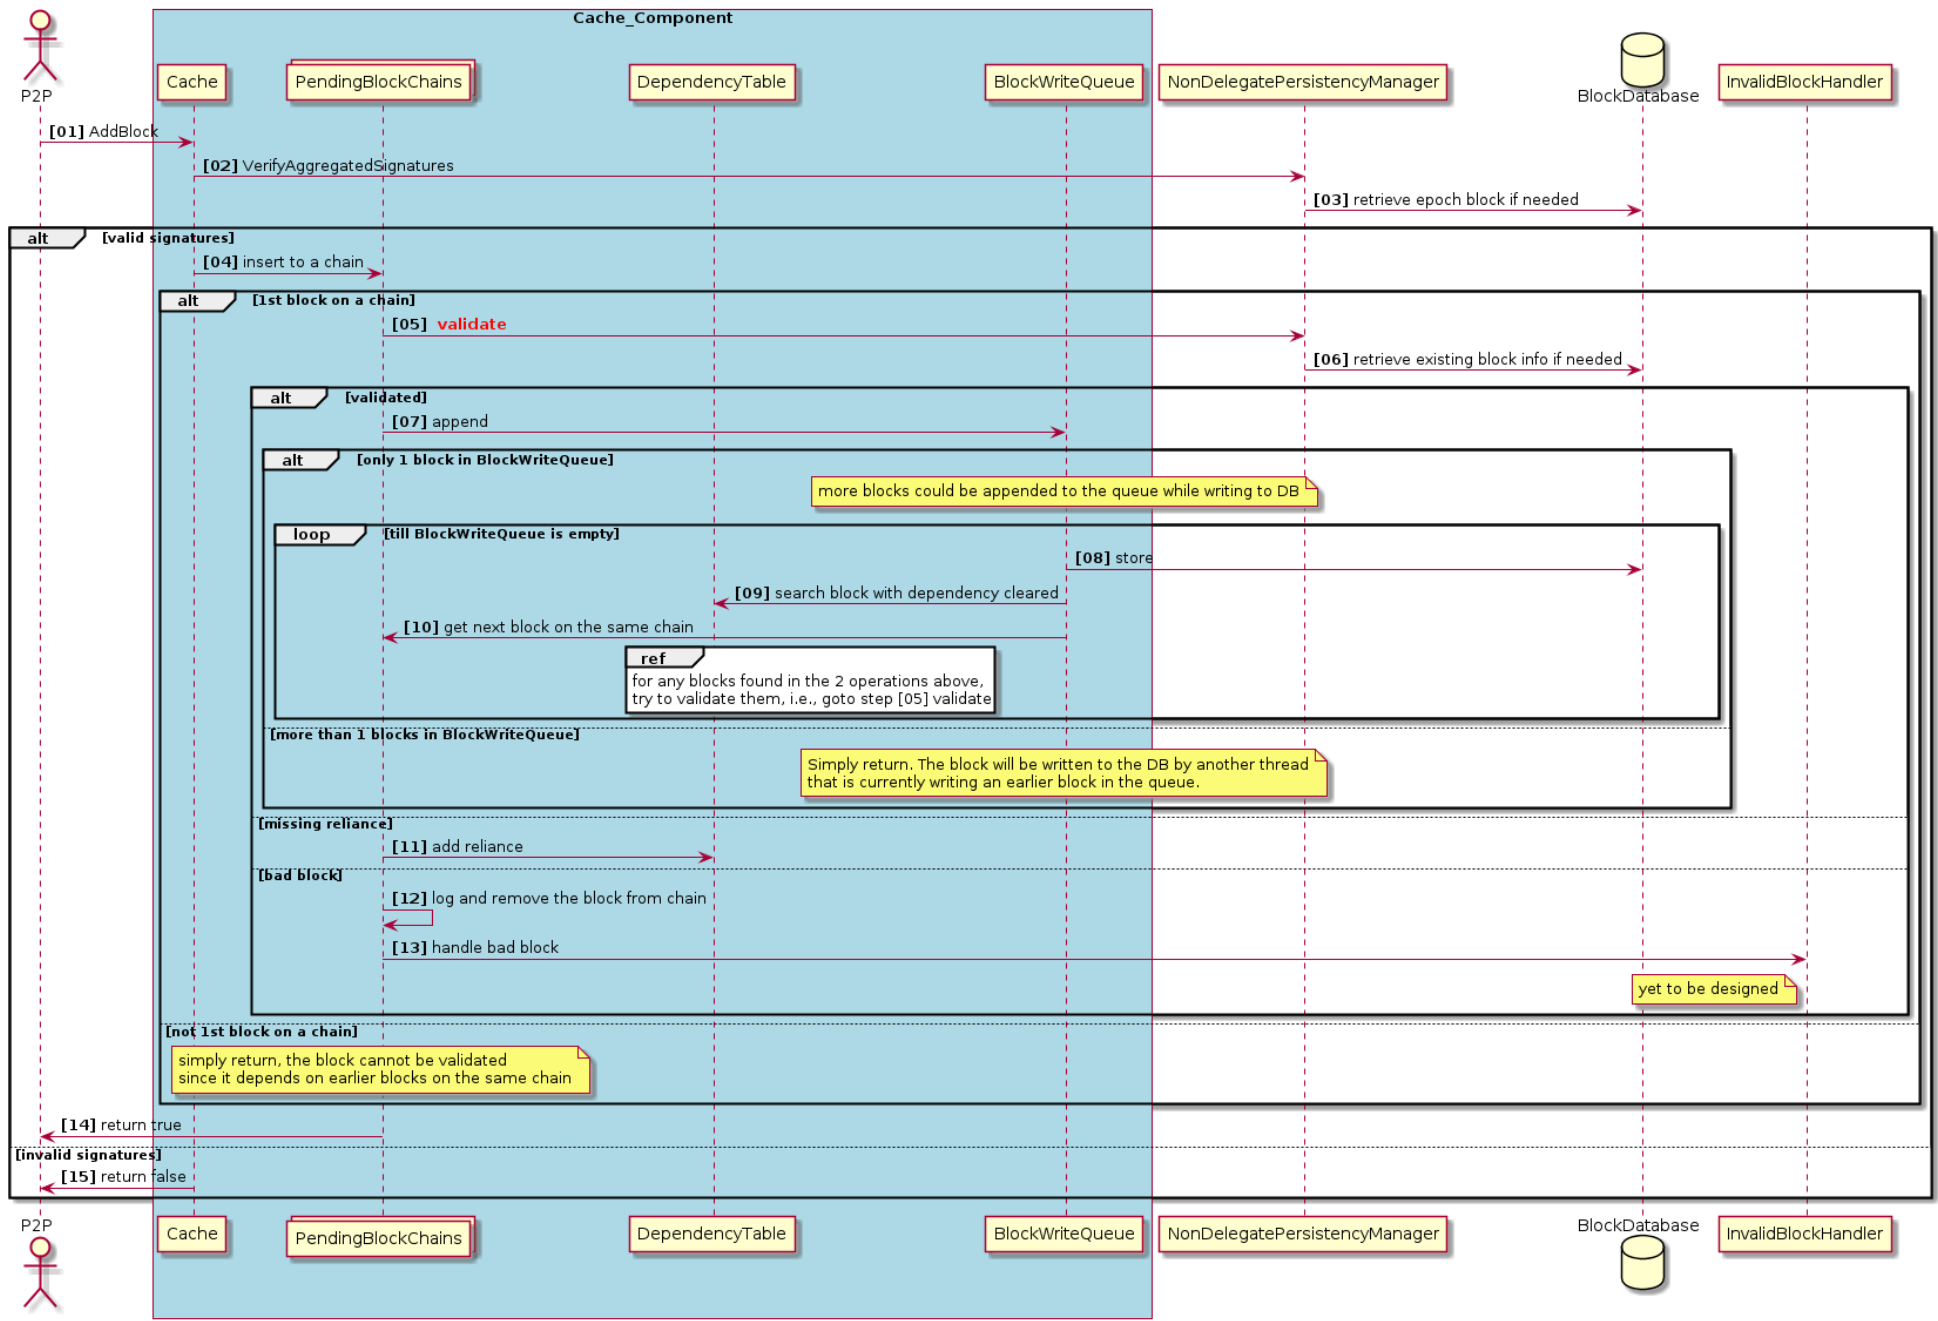 Cache_Component
P2P
Cache
PendingBlockChains
DependencyTable
BlockWriteQueue
NonDelegatePersistencyManager
BlockDatabase
InvalidBlockHandler
[01] AddBlock
[02] VerifyAggregatedSignatures
[03] retrieve epoch block if needed
alt [valid signatures]
[04] insert to a chain
alt [1st block on a chain]
[05] validate
[06] retrieve existing block info if needed
alt [validated]
[07] append
alt [only 1 block in BlockWriteQueue]
more blocks could be appended to the queue while writing to DB
loop [till BlockWriteQueue is empty]
[08] store
[09] search block with dependency cleared
[10] get next block on the same chain
ref
for any blocks found in the 2 operations above,
try to validate them, i.e., goto step [05] validate
[more than 1 blocks in BlockWriteQueue]
Simply return. The block will be written to the DB by another thread
that is currently writing an earlier block in the queue.
[missing reliance]
[11] add reliance
[bad block]
[12] log and remove the block from chain
[13] handle bad block
yet to be designed
[not 1st block on a chain]
simply return, the block cannot be validated
since it depends on earlier blocks on the same chain
[14] return true
[invalid signatures]
[15] return false
P2P
Cache
PendingBlockChains
DependencyTable
BlockWriteQueue
NonDelegatePersistencyManager
BlockDatabase
InvalidBlockHandler